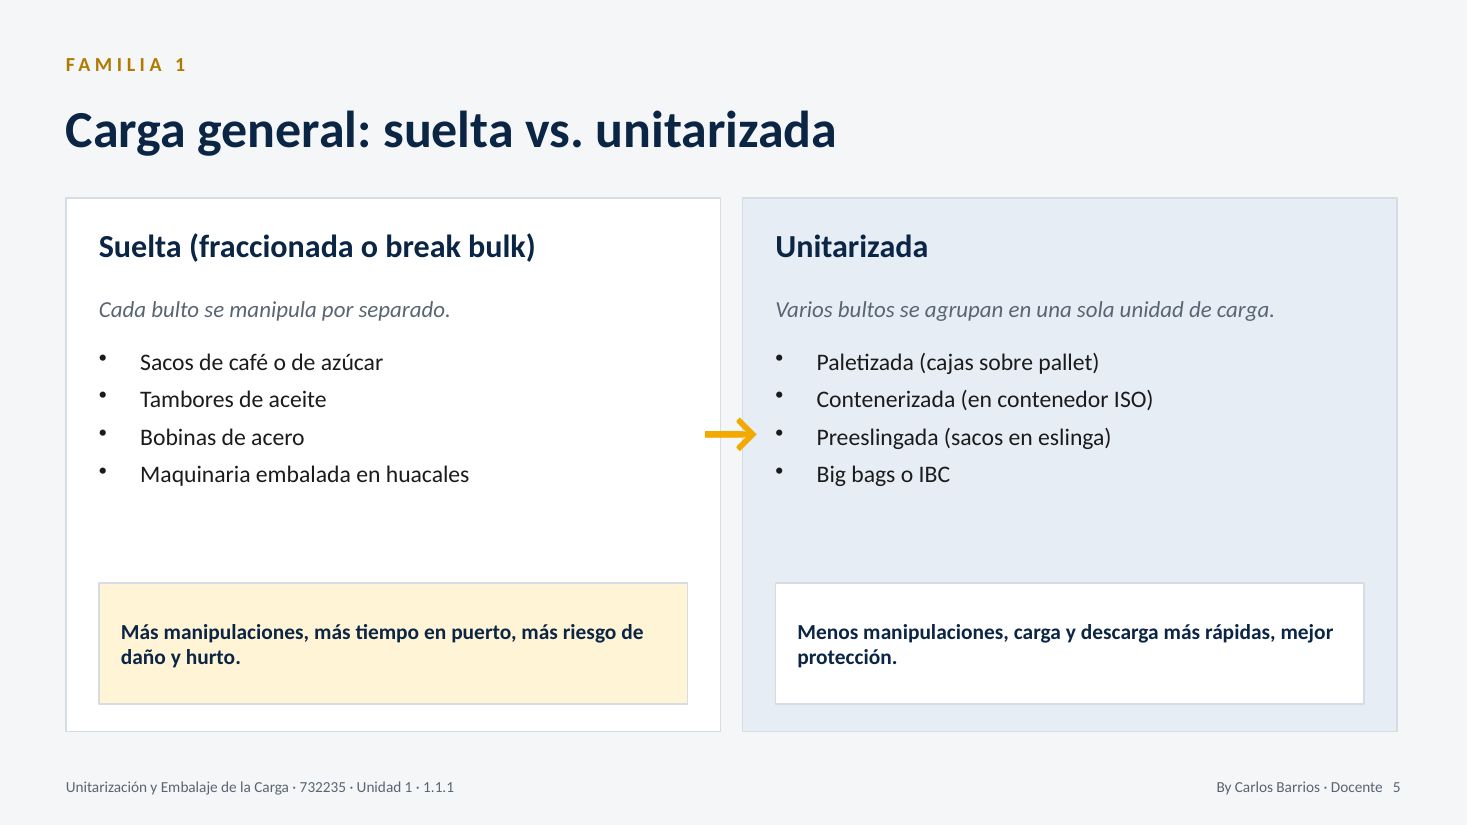 FAMILIA 1
Carga general: suelta vs. unitarizada
Suelta (fraccionada o break bulk)
Cada bulto se manipula por separado.
• Sacos de café o de azúcar
• Tambores de aceite
• Bobinas de acero
• Maquinaria embalada en huacales
Más manipulaciones, más tiempo en puerto, más riesgo de
daño y hurto.
→
Unitarizada
Varios bultos se agrupan en una sola unidad de carga.
• Paletizada (cajas sobre pallet)
• Contenerizada (en contenedor ISO)
• Preeslingada (sacos en eslinga)
• Big bags o IBC
Menos manipulaciones, carga y descarga más rápidas, mejor
protección.
Unitarización y Embalaje de la Carga · 732235 · Unidad 1 · 1.1.1
By Carlos Barrios · Docente 5